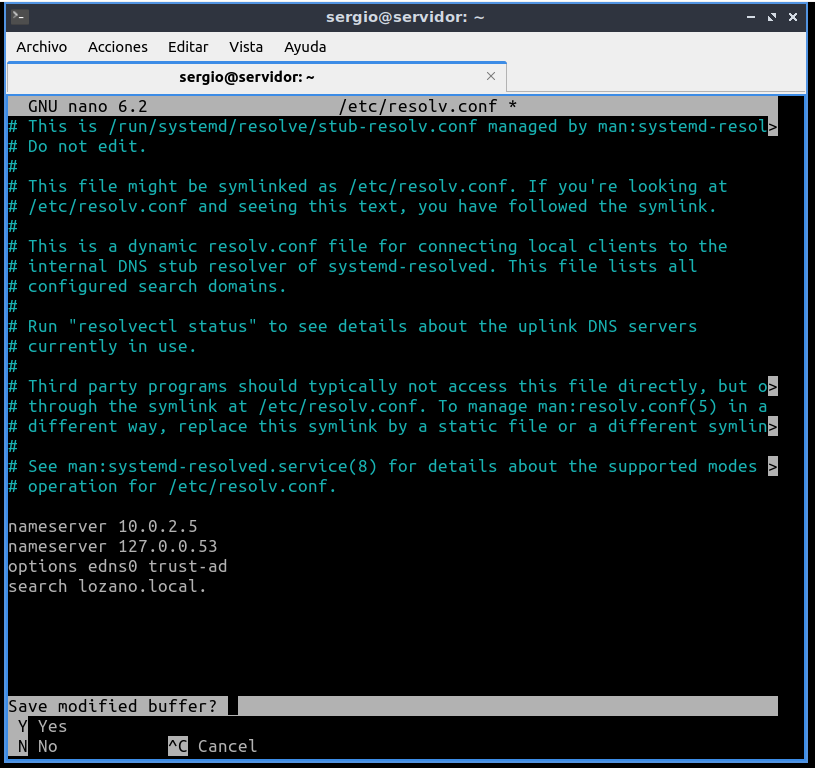 sergio@servidor: ~
Archivo Acciones Editar Vista Ayuda
sergio@servidor: ~
GNU nano 6.2 /etc/resolv.conf *
# This is /run/systemd/resolve/stub-resolv.conf managed by man:systemd-resol>
# Do not edit.
#
# This file might be symlinked as /etc/resolv.conf. If you're looking at
# /etc/resolv.conf and seeing this text, you have followed the symlink.
#
# This is a dynamic resolv.conf file for connecting local clients to the
# internal DNS stub resolver of systemd-resolved. This file lists all
# configured search domains.
#
# Run "resolvectl status" to see details about the uplink DNS servers
# currently in use.
#
# Third party programs should typically not access this file directly, but o>
# through the symlink at /etc/resolv.conf. To manage man:resolv.conf(5) in a
# different way, replace this symlink by a static file or a different symlin>
#
# See man:systemd-resolved.service(8) for details about the supported modes >
# operation for /etc/resolv.conf.
nameserver 10.0.2.5
nameserver 127.0.0.53
options edns0 trust-ad
search lozano.local.
Save modified buffer?
Y Yes
N No ^C Cancel